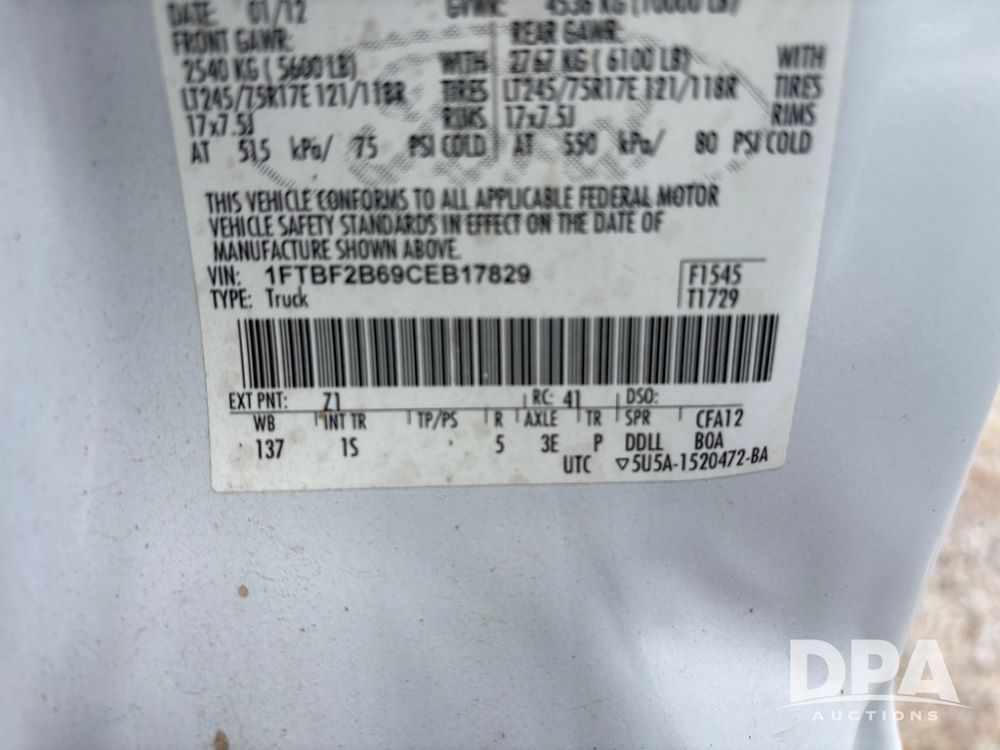 DATE: 01/12 GVWR: 4536 KG (10000 LB)
FRONT GAWR: REAR GAWR:
2540 KG ( 5600 LB) WITH 2767 KG ( 6100 LB) WITH
LT245/75R17E 121/118R TIRES LT245/75R17E 121/118R TIRES
17x7.5J RIMS 17x7.5J RIMS
AT 515 kPa/ 75 PSI COLD AT 550 kPa/ 80 PSI COLD
THIS VEHICLE CONFORMS TO ALL APPLICABLE FEDERAL MOTOR
VEHICLE SAFETY STANDARDS IN EFFECT ON THE DATE OF
MANUFACTURE SHOWN ABOVE.
VIN: 1FTBF2B69CEB17829 F1545
TYPE: Truck T1729
EXT PNT: Z1 RC: 41 DSO:
WB INT TR TP/PS R AXLE TR SPR CFA12
137 1S 5 3E P DDLL BOA
UTC ▽5U5A-1520472-BA
DPA
AUCTIONS